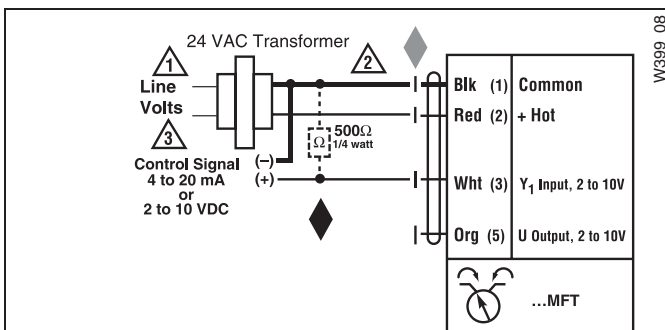 W399_08
24 VAC Transformer
1
2
Line
Volts
3
Control Signal
4 to 20 mA
or
2 to 10 VDC
(–)
(+)
Ω
500Ω
1/4 watt
Blk (1) Common
Red (2) + Hot
Wht (3) Y1 Input, 2 to 10V
Org (5) U Output, 2 to 10V
...MFT